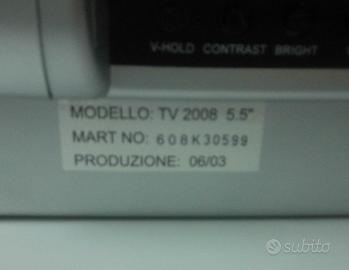 V-HOLD CONTRAST BRIGHT
MODELLO: TV 2008 5.5"
MART NO: 608K30599
PRODUZIONE: 06/03
subito